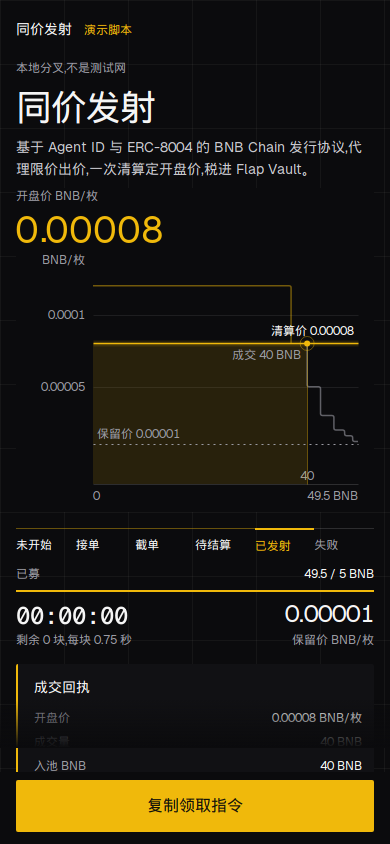 同价发射 演示脚本
本地分叉,不是测试网
同价发射
基于 Agent ID 与 ERC-8004 的 BNB Chain 发行协议,代
理限价出价,一次清算定开盘价,税进 Flap Vault。
开盘价 BNB/枚
0.00008
BNB/枚
0.0001
清算价 0.00008
成交 40 BNB
0.00005
保留价 0.00001
40
0 49.5 BNB
未开始 接单 截单 待结算 已发射 失败
已募 49.5 / 5 BNB
00:00:00 0.00001
剩余 0 块,每块 0.75 秒 保留价 BNB/枚
成交回执
开盘价 0.00008 BNB/枚
成交量 40 BNB
入池 BNB 40 BNB
复制领取指令